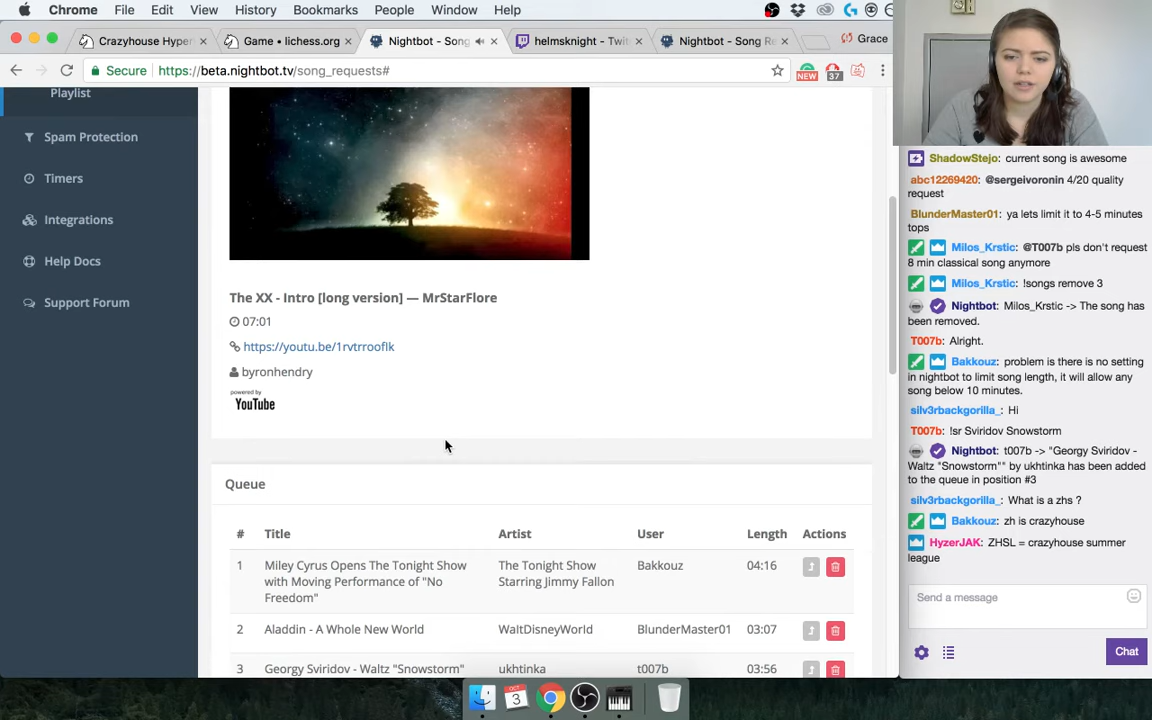 Chrome File Edit View History Bookmarks People Window Help
Crazyhouse Hyper
Game • lichess.org
Nightbot - Song
helmsknight - Twit
Nightbot - Song Re
Grace
Secure https://beta.nightbot.tv/song_requests#
NEW
37
Playlist
Spam Protection
Timers
Integrations
Help Docs
Support Forum
The XX - Intro [long version] — MrStarFlore
07:01
https://youtu.be/1rvtrrooflk
byronhendry
powered by
YouTube
Queue
# Title Artist User Length Actions
1 Miley Cyrus Opens The Tonight Show The Tonight Show Bakkouz 04:16
with Moving Performance of "No Starring Jimmy Fallon
Freedom"
2 Aladdin - A Whole New World WaltDisneyWorld BlunderMaster01 03:07
3 Georgy Sviridov - Waltz "Snowstorm" ukhtinka t007b 03:56
OCT
3
ShadowStejo: current song is awesome
abc12269420: @sergeivoronin 4/20 quality
request
BlunderMaster01: ya lets limit it to 4-5 minutes
tops
Milos_Krstic: @T007b pls don't request
8 min classical song anymore
Milos_Krstic: !songs remove 3
Nightbot: Milos_Krstic -> The song has
been removed.
T007b: Alright.
Bakkouz: problem is there is no setting
in nightbot to limit song length, it will allow any
song below 10 minutes.
silv3rbackgorilla_: Hi
T007b: !sr Sviridov Snowstorm
Nightbot: t007b -> "Georgy Sviridov -
Waltz "Snowstorm"" by ukhtinka has been added
to the queue in position #3
silv3rbackgorilla_: What is a zhs ?
Bakkouz: zh is crazyhouse
HyzerJAK: ZHSL = crazyhouse summer
league
Send a message
Chat